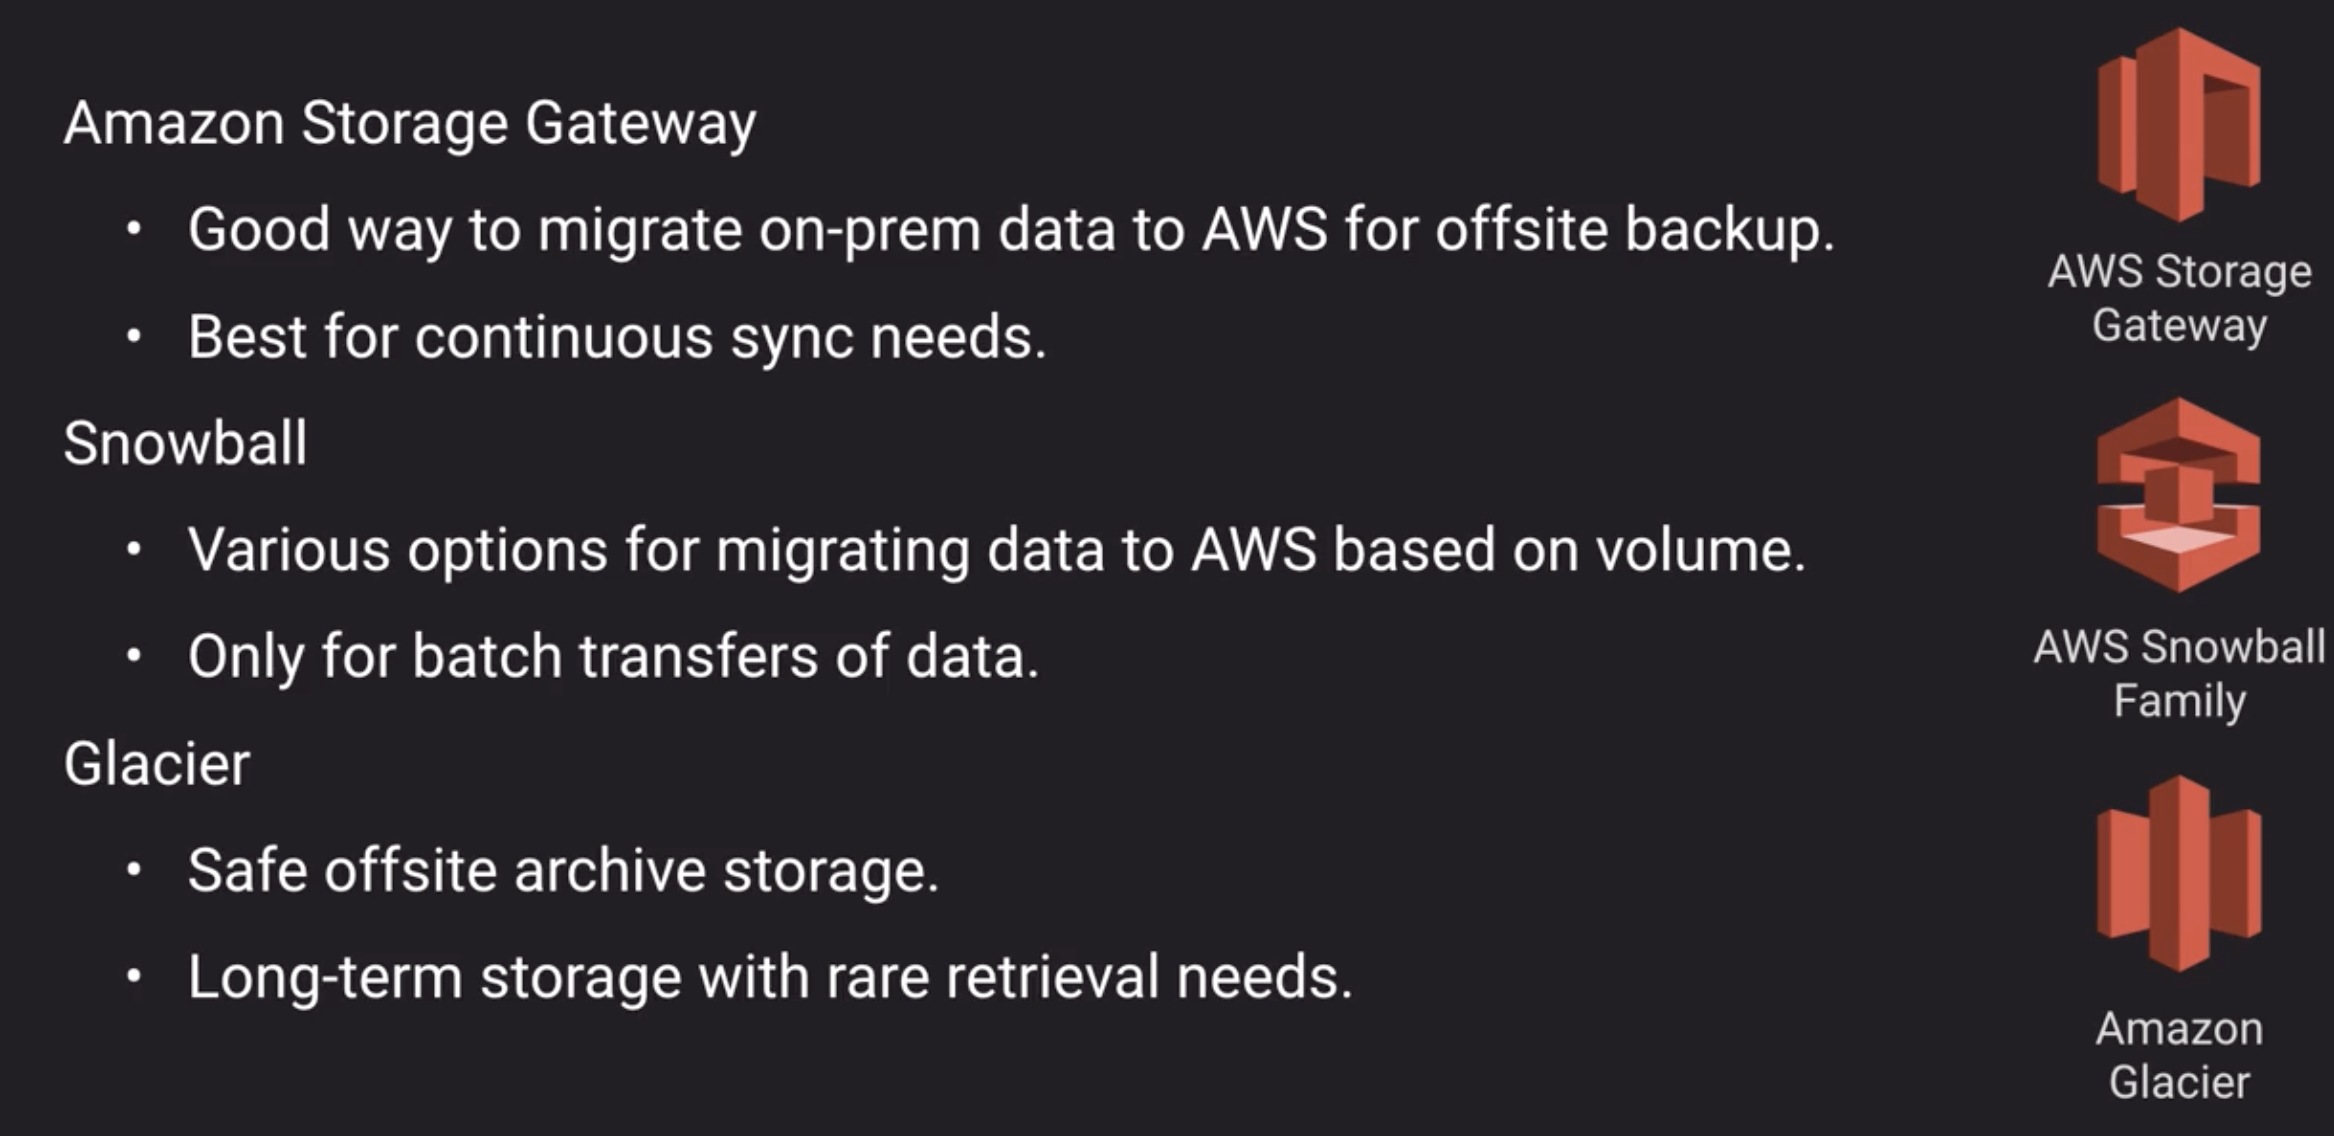 Amazon Storage Gateway
• Good way to migrate on-prem data to AWS for offsite backup.
• Best for continuous sync needs.
Snowball
• Various options for migrating data to AWS based on volume.
• Only for batch transfers of data.
Glacier
• Safe offsite archive storage.
• Long-term storage with rare retrieval needs.
AWS Storage
Gateway
AWS Snowball
Family
Amazon
Glacier